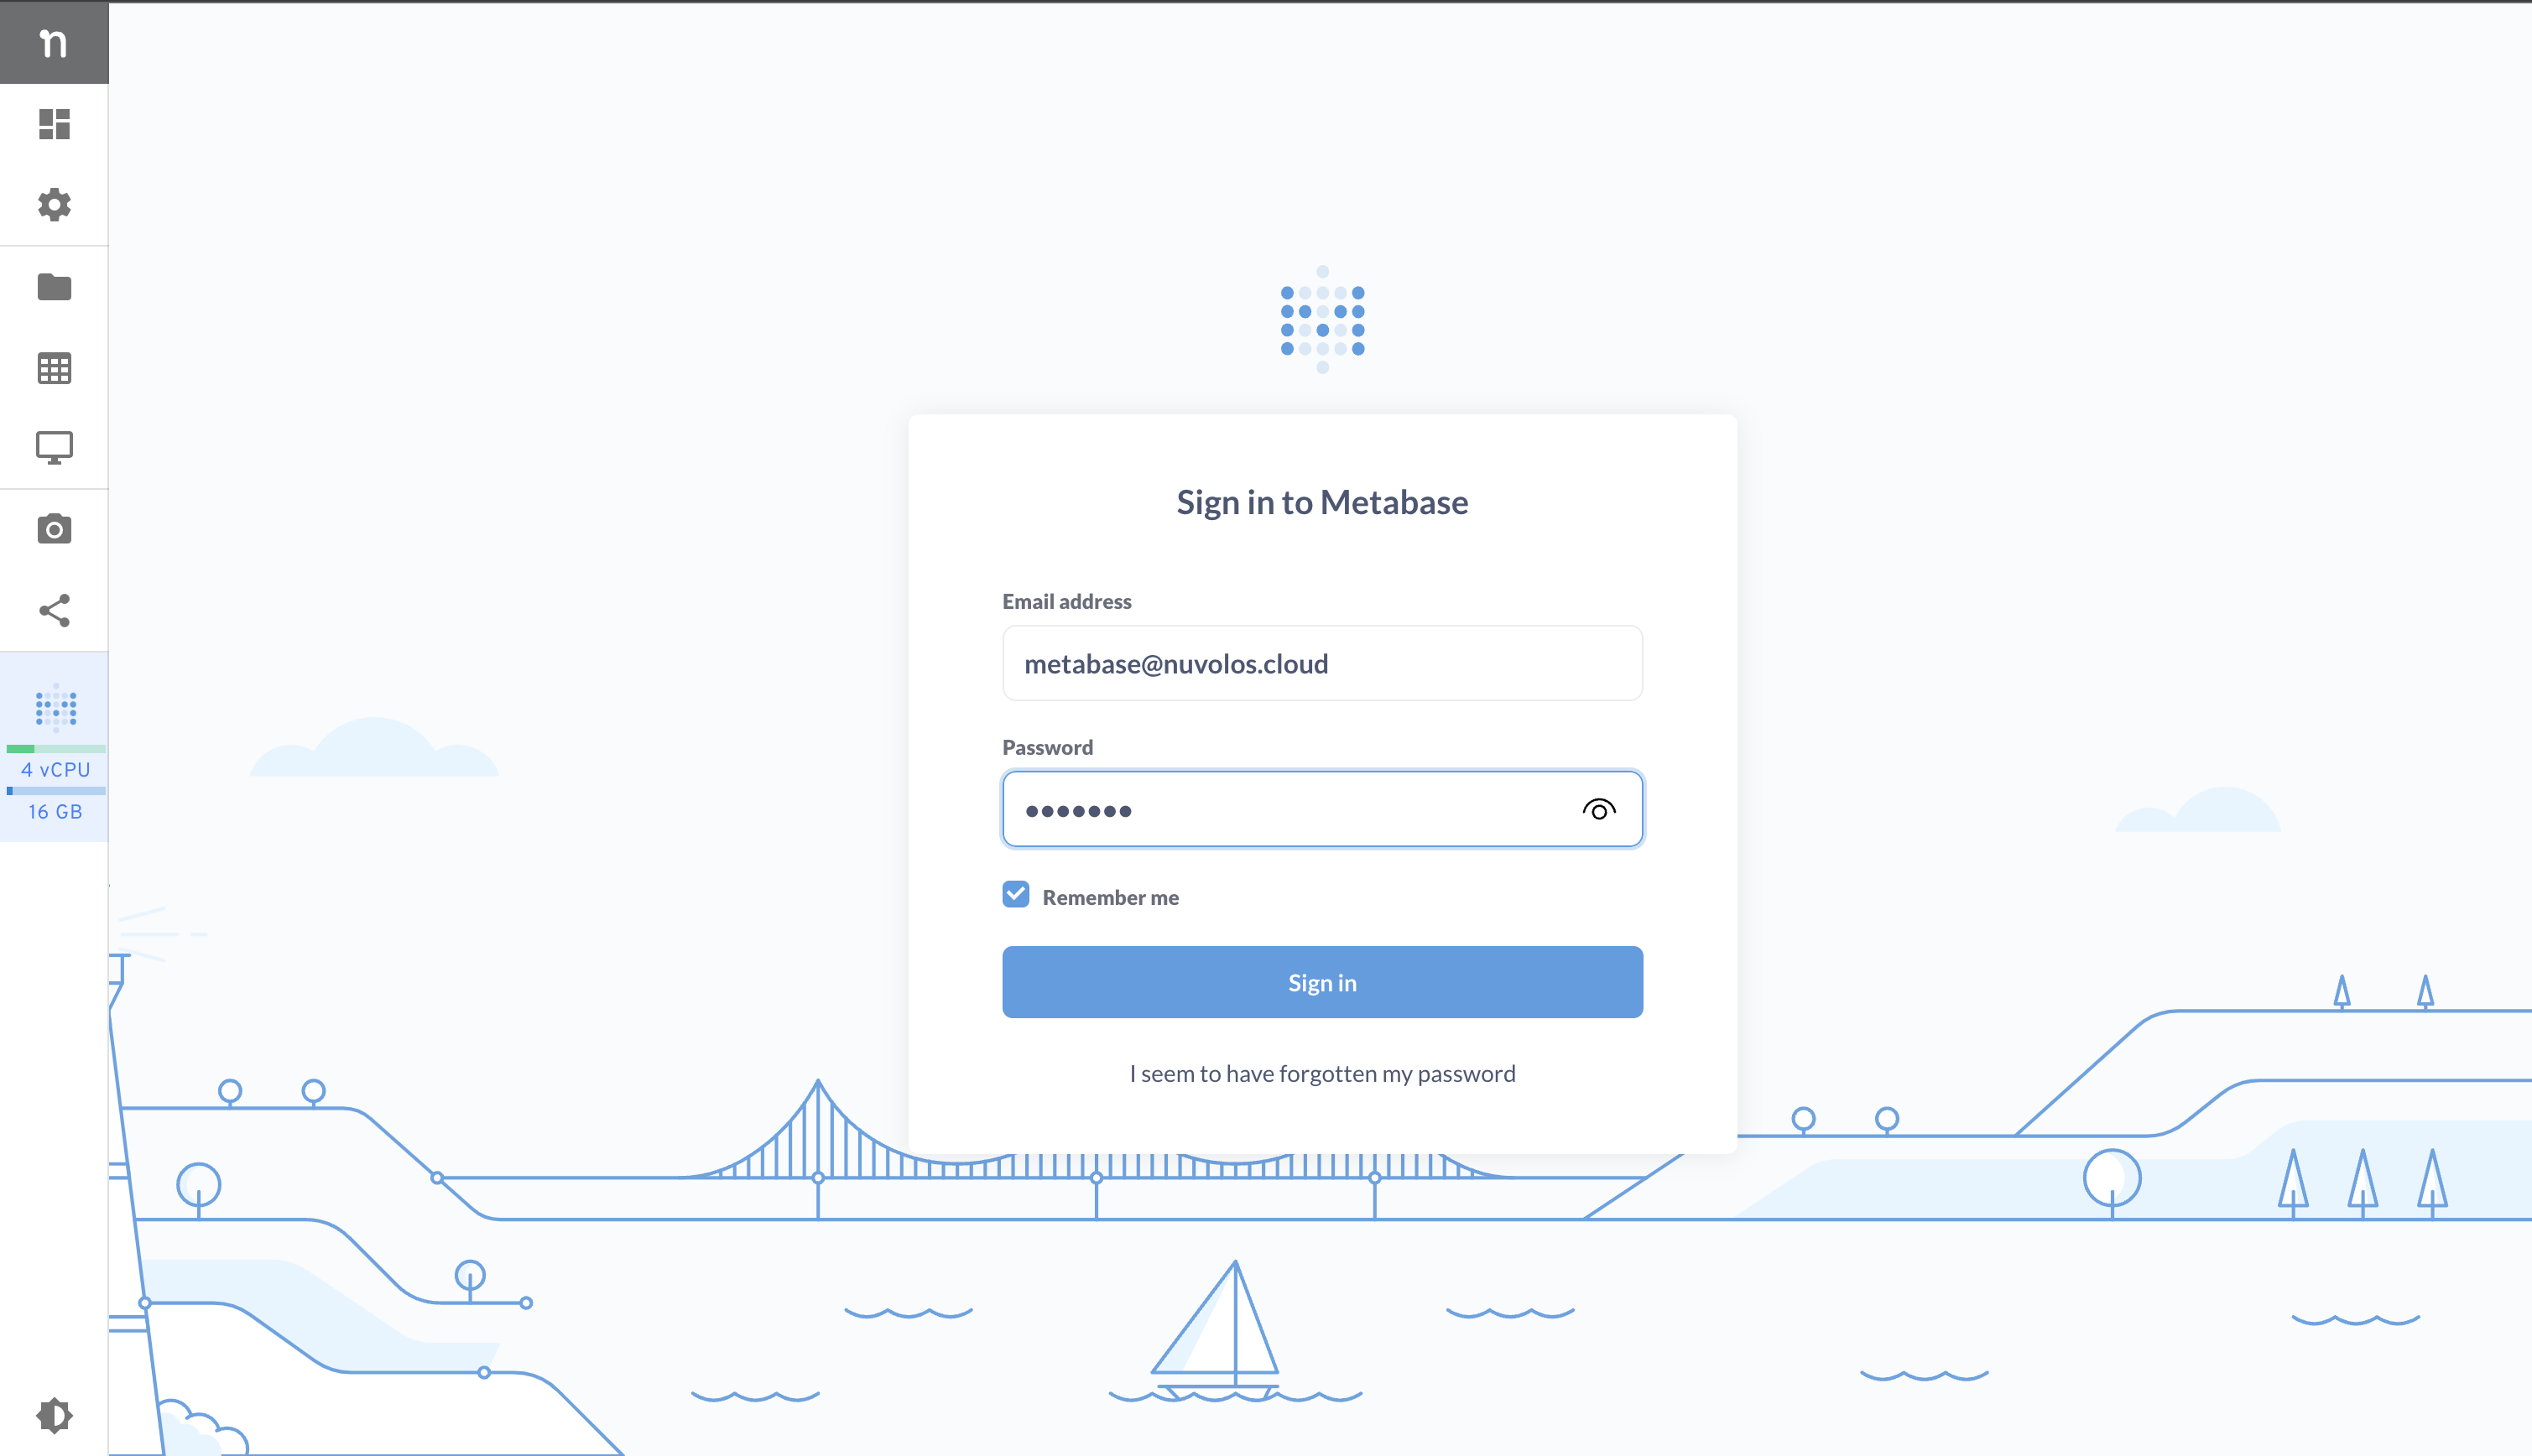 n
4 vCPU
16 GB
Sign in to Metabase
Email address
metabase@nuvolos.cloud
Password
•••••••
Remember me
Sign in
I seem to have forgotten my password